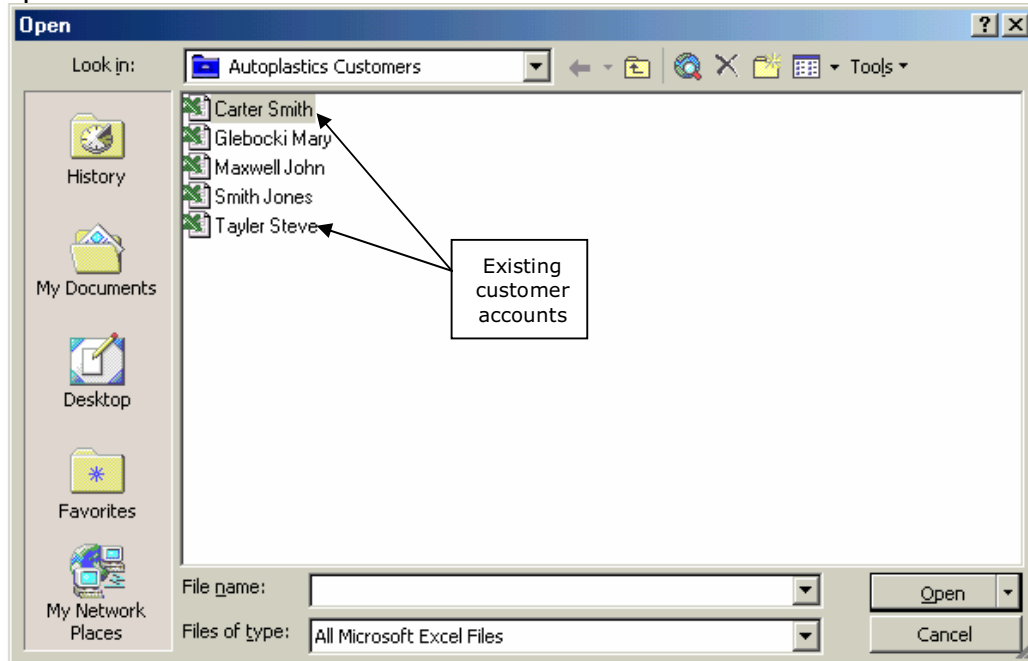 Open
Look in:
Autoplastics Customers
Tools
Carter Smith
Glebocki Mary
Maxwell John
Smith Jones
Tayler Steve
History
My Documents
Desktop
Favorites
My Network
Places
Existing
customer
accounts
File name:
Open
Files of type:
All Microsoft Excel Files
Cancel